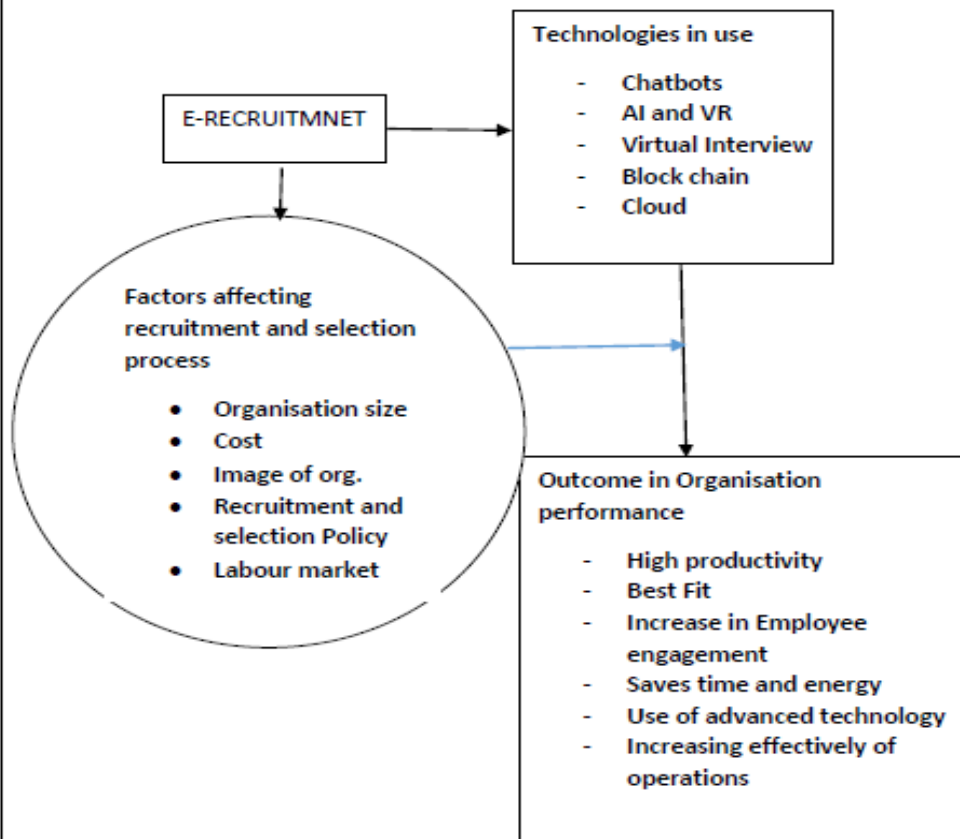 E-RECRUITMNET
Technologies in use
- Chatbots
- AI and VR
- Virtual Interview
- Block chain
- Cloud
Factors affecting
recruitment and selection
process
• Organisation size
• Cost
• Image of org.
• Recruitment and
selection Policy
• Labour market
Outcome in Organisation
performance
- High productivity
- Best Fit
- Increase in Employee
engagement
- Saves time and energy
- Use of advanced technology
- Increasing effectively of
operations